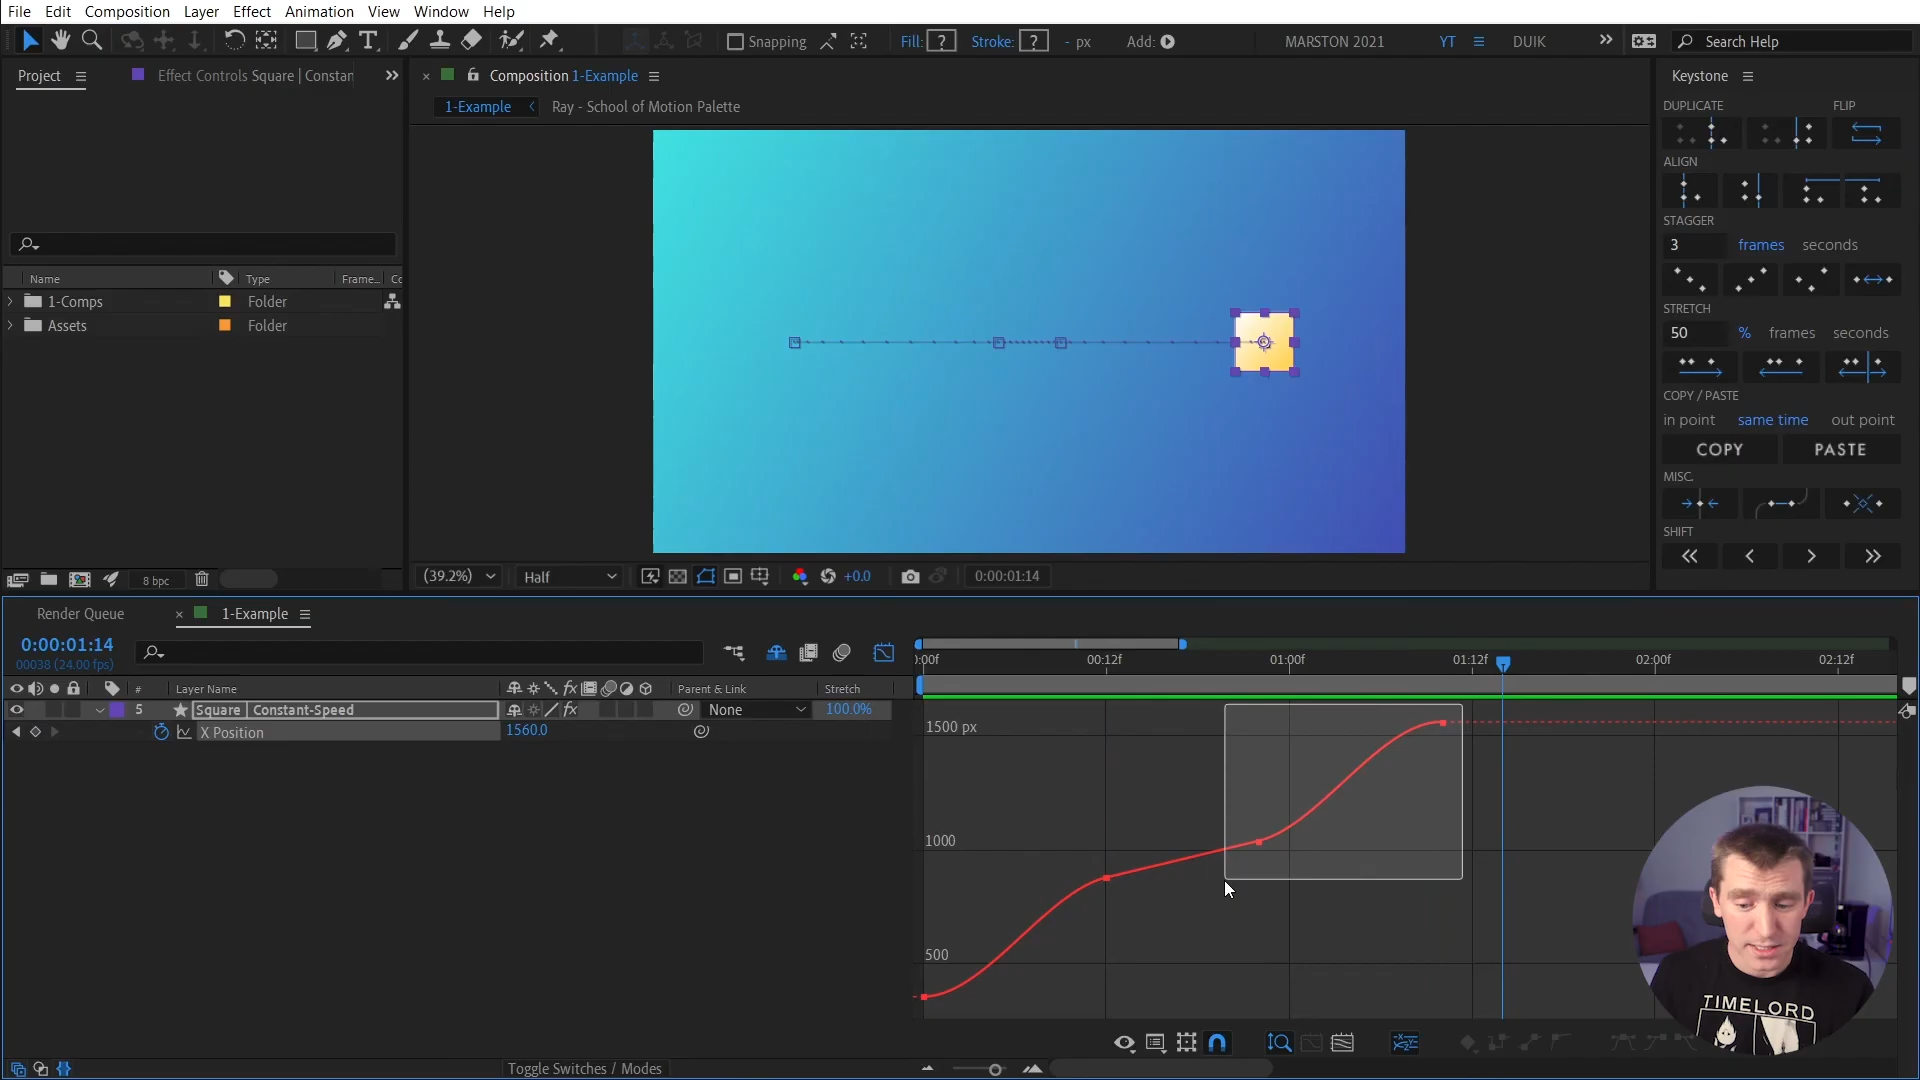 File Edit Composition Layer Effect Animation View Window Help
Snapping
Fill: ? Stroke: ? - px Add:
MARSTON 2021 YT DUIK
Search Help
Project
Effect Controls Square | Constan
Composition 1-Example
1-Example
Ray - School of Motion Palette
Name Type Frame...
1-Comps Folder
Assets Folder
8 bpc
(39.2%) Half +0.0 0:00:01:14
Keystone
DUPLICATE FLIP
ALIGN
STAGGER
3 frames seconds
STRETCH
50 % frames seconds
COPY / PASTE
in point same time out point
COPY PASTE
MISC.
SHIFT
Render Queue
1-Example
0:00:01:14
00038 (24.00 fps)
:00f 00:12f 01:00f 01:12f 02:00f 02:12f
# Layer Name fx Parent & Link Stretch
5 Square | Constant-Speed fx None 100.0%
X Position 1560.0
1500 px
1000
500
TIMELORD
Toggle Switches / Modes